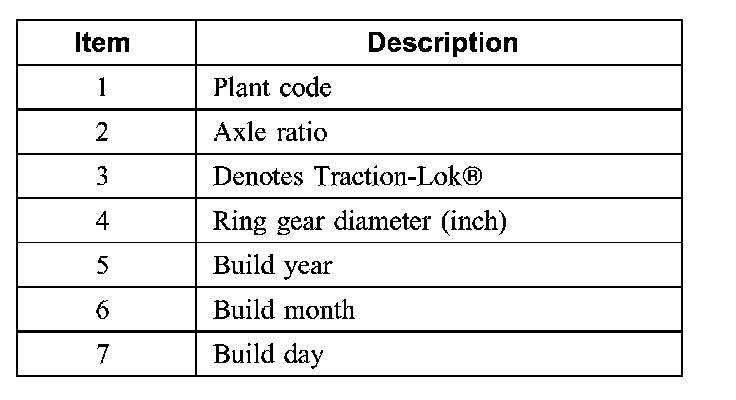 Item Description
1 Plant code
2 Axle ratio
3 Denotes Traction-Lok®
4 Ring gear diameter (inch)
5 Build year
6 Build month
7 Build day